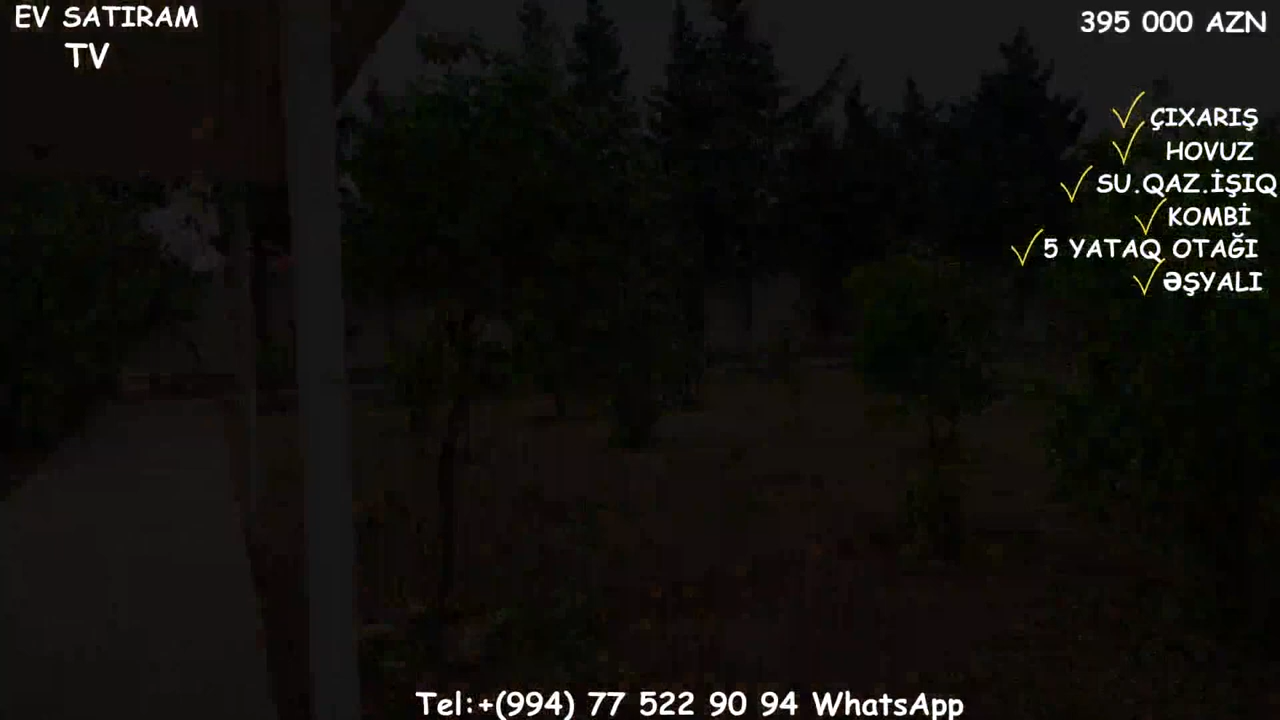 EV SATIRAM
TV
395 000 AZN
ÇIXARIŞ
HOVUZ
SU.QAZ.İŞIQ
KOMBİ
5 YATAQ OTAĞI
ƏŞYALI
Tel:+(994) 77 522 90 94 WhatsApp